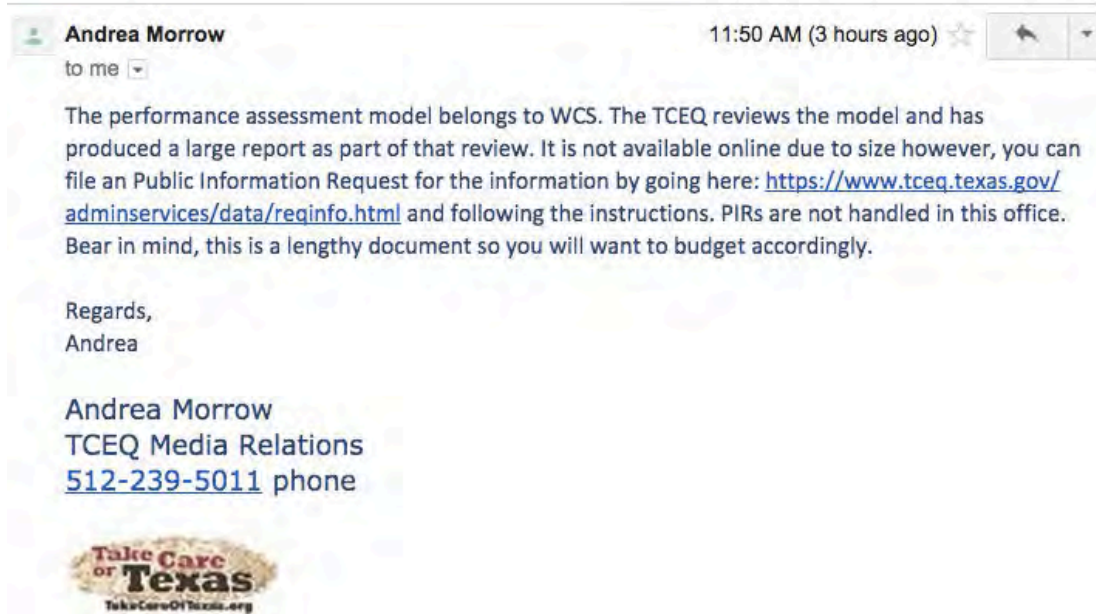 Andrea Morrow
11:50 AM (3 hours ago)
to me
The performance assessment model belongs to WCS. The TCEQ reviews the model and has
produced a large report as part of that review. It is not available online due to size however, you can
file an Public Information Request for the information by going here: https://www.tceq.texas.gov/
adminservices/data/reqinfo.html and following the instructions. PIRs are not handled in this office.
Bear in mind, this is a lengthy document so you will want to budget accordingly.
Regards,
Andrea
Andrea Morrow
TCEQ Media Relations
512-239-5011 phone
Take Care
of Texas
TakeCareOfTexas.org